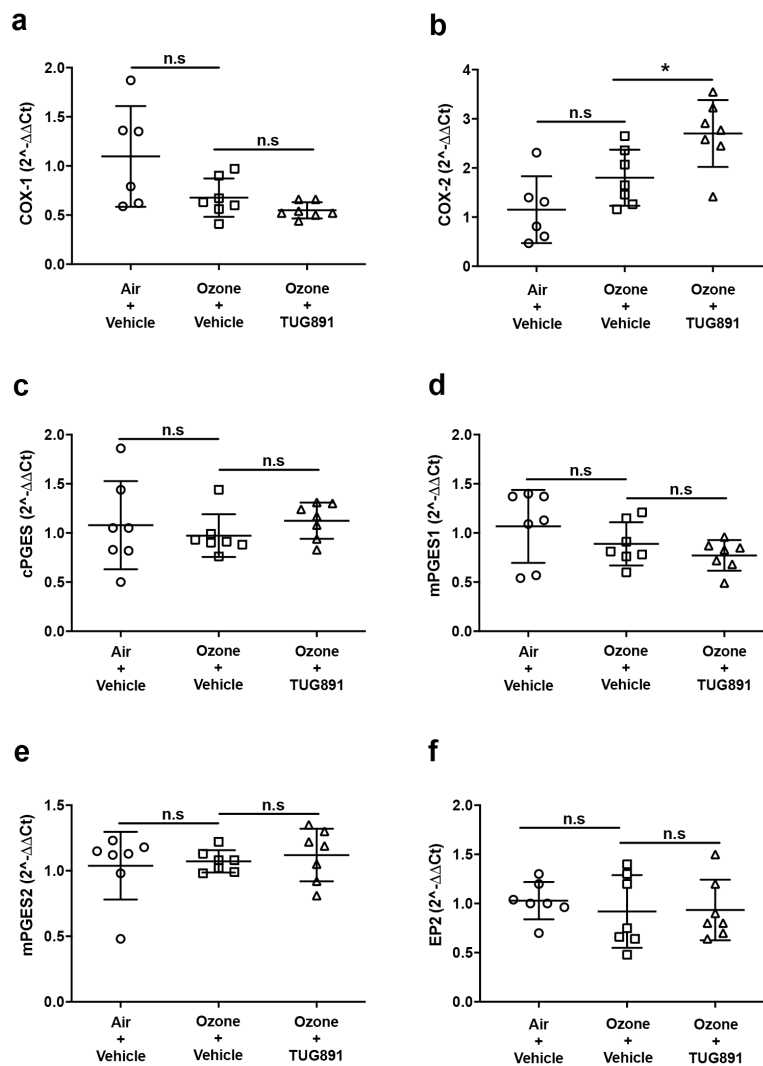 a
n.s
n.s
COX-1 (2^-ΔΔCt)
2.0
1.5
1.0
0.5
0.0
Air + Vehicle
Ozone + Vehicle
Ozone + TUG891
b
*
n.s
COX-2 (2^-ΔΔCt)
4
3
2
1
0
Air + Vehicle
Ozone + Vehicle
Ozone + TUG891
c
n.s
n.s
cPGES (2^-ΔΔCt)
2.0
1.5
1.0
0.5
0.0
Air + Vehicle
Ozone + Vehicle
Ozone + TUG891
d
n.s
n.s
mPGES1 (2^-ΔΔCt)
2.0
1.5
1.0
0.5
0.0
Air + Vehicle
Ozone + Vehicle
Ozone + TUG891
e
n.s
n.s
mPGES2 (2^-ΔΔCt)
1.5
1.0
0.5
0.0
Air + Vehicle
Ozone + Vehicle
Ozone + TUG891
f
n.s
n.s
EP2 (2^-ΔΔCt)
2.0
1.5
1.0
0.5
0.0
Air + Vehicle
Ozone + Vehicle
Ozone + TUG891